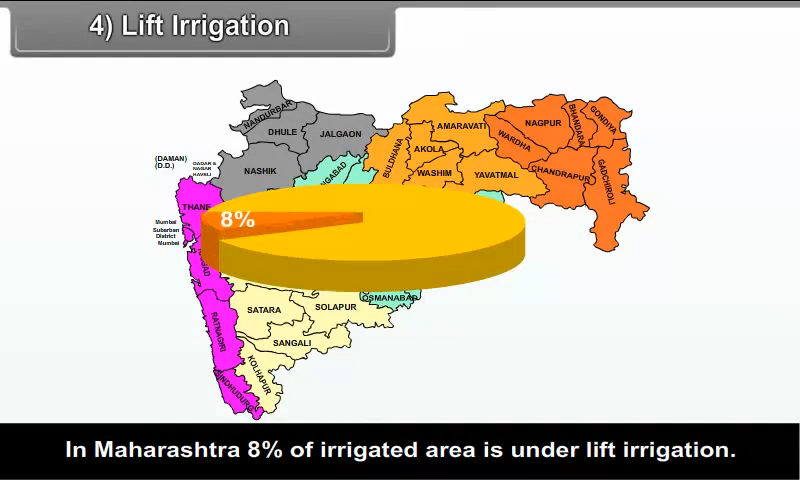 4) Lift Irrigation
NANDURBAR
DHULE
JALGAON
NASHIK
(DAMAN)
(D.D.)
DADAR &
NAGAR
HAVELI
BULDHANA
AKOLA
AMARAVATI
WASHIM
YAVATMAL
WARDHA
NAGPUR
BHANDARA
GONDIYA
CHANDRAPUR
GADCHIROLI
THANE
Mumbai
Suburban
District
Mumbai
8%
RATNAGIRI
SINDHUDURG
SATARA
SOLAPUR
OSMANABAD
SANGALI
KOLHAPUR
In Maharashtra 8% of irrigated area is under lift irrigation.